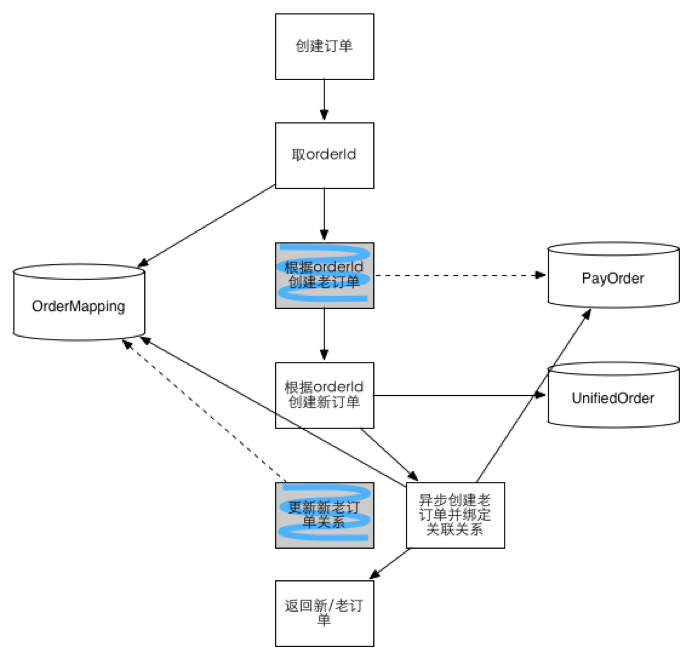 创建订单
取orderId
根据orderId
创建老订单
PayOrder
OrderMapping
根据orderId
创建新订单
UnifiedOrder
更新新老订
单关系
异步创建老
订单并绑定
关联关系
返回新/老订
单